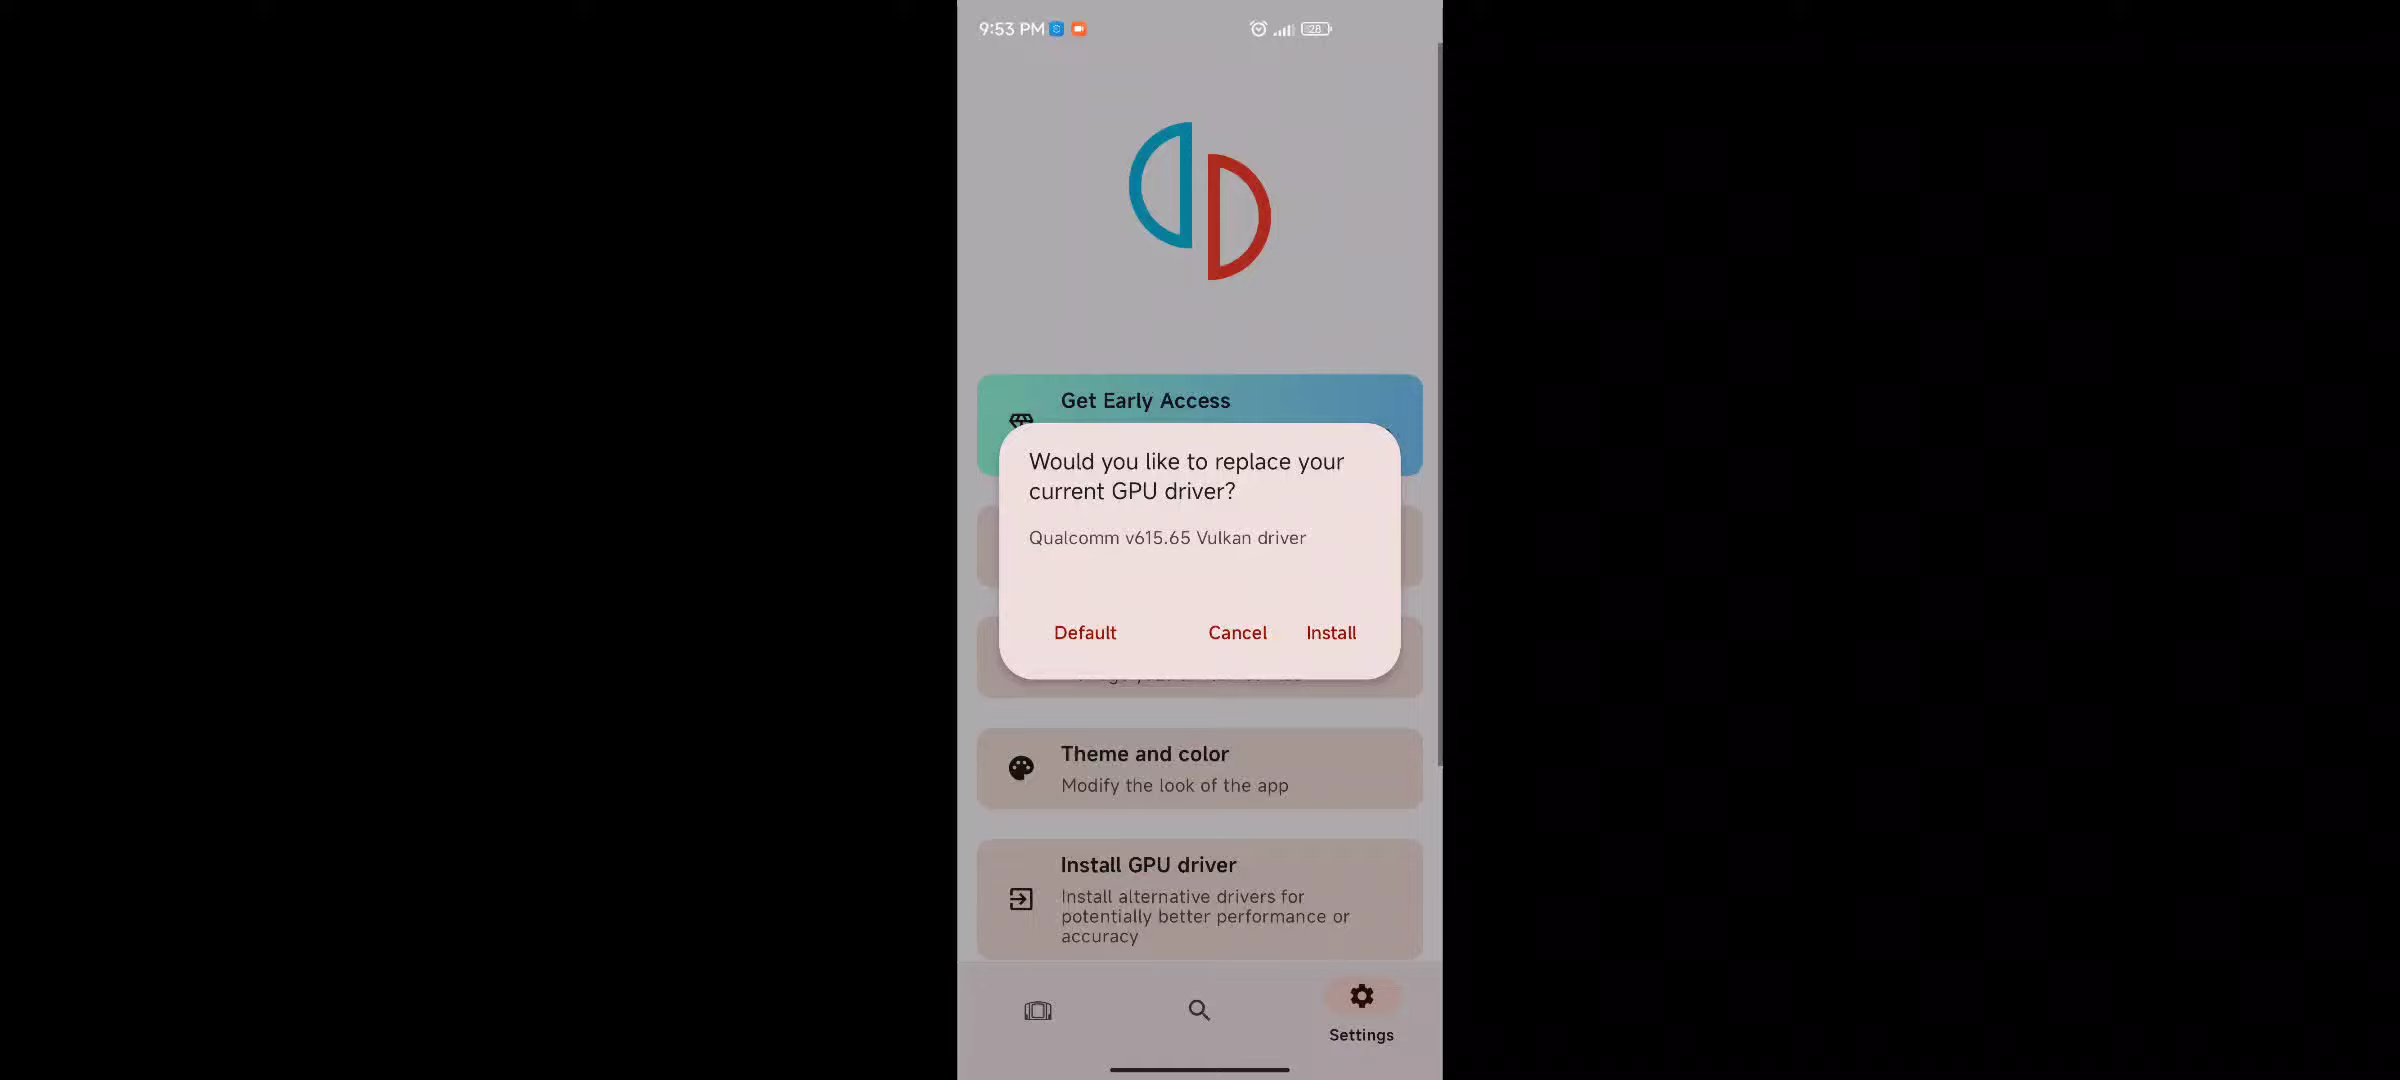 9:53 PM
28
Get Early Access
Would you like to replace your
current GPU driver?
Qualcomm v615.65 Vulkan driver
Default
Cancel
Install
Theme and color
Modify the look of the app
Install GPU driver
Install alternative drivers for
potentially better performance or
accuracy
Settings